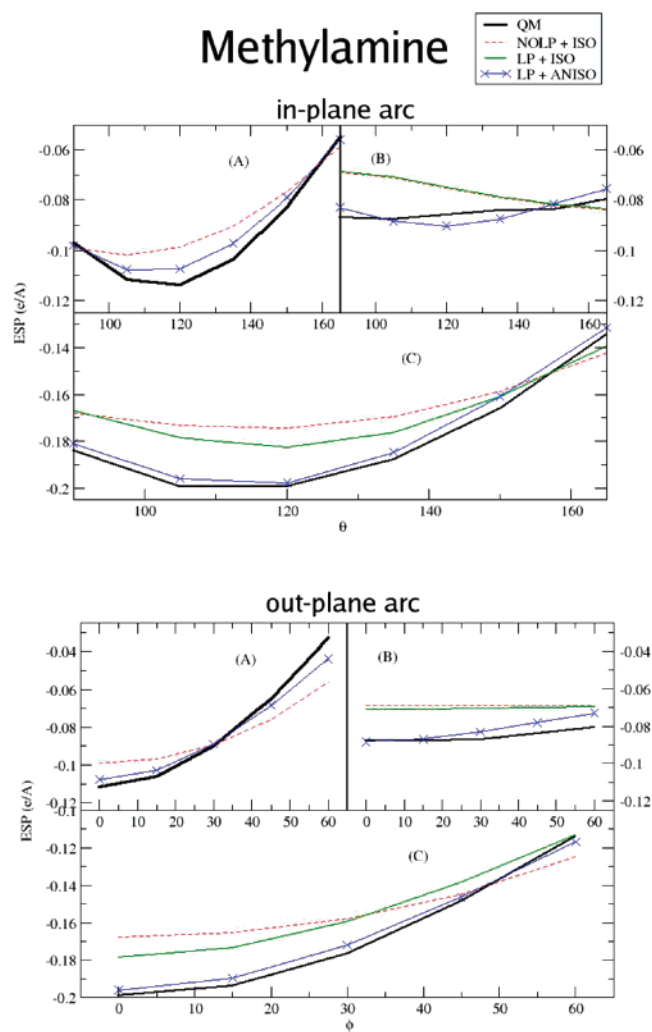 Methylamine
QM
NOLP + ISO
LP + ISO
LP + ANISO
in-plane arc
(A)
(B)
-0.06
-0.08
-0.1
-0.12
-0.06
-0.08
-0.1
-0.12
100 120 140 160
100 120 140 160
ESP (e/A)
(C)
-0.14
-0.16
-0.18
-0.2
100 120 140 160
θ
out-plane arc
(A)
(B)
-0.04
-0.06
-0.08
-0.1
-0.12
-0.04
-0.06
-0.08
-0.1
-0.12
0 10 20 30 40 50 60
0 10 20 30 40 50 60
ESP (e/A)
(C)
-0.1
-0.14
-0.16
-0.18
-0.2
0 10 20 30 40 50 60
ϕ